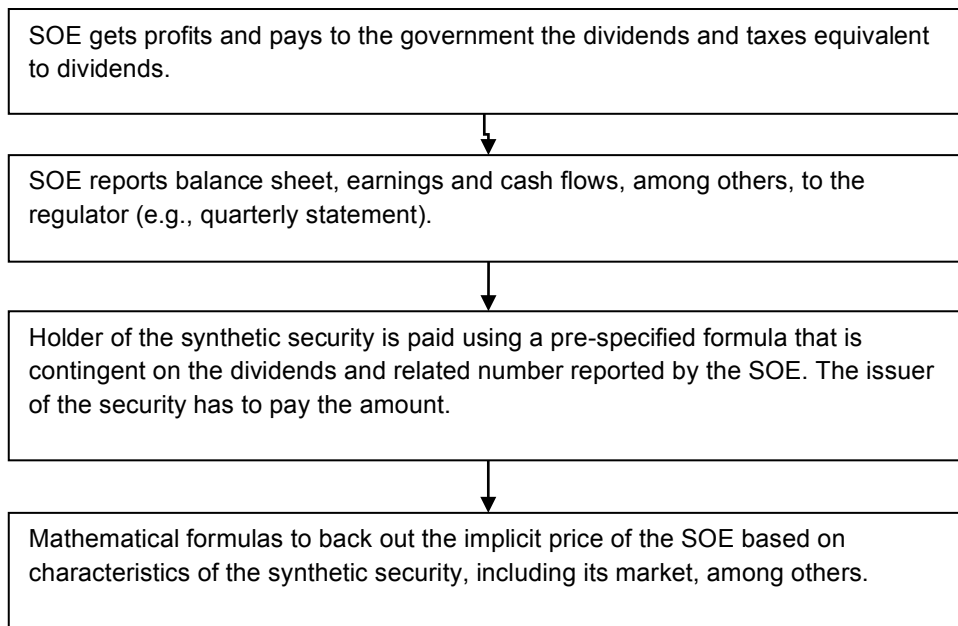 SOE gets profits and pays to the government the dividends and taxes equivalent
to dividends.
SOE reports balance sheet, earnings and cash flows, among others, to the
regulator (e.g., quarterly statement).
Holder of the synthetic security is paid using a pre-specified formula that is
contingent on the dividends and related number reported by the SOE. The issuer
of the security has to pay the amount.
Mathematical formulas to back out the implicit price of the SOE based on
characteristics of the synthetic security, including its market, among others.